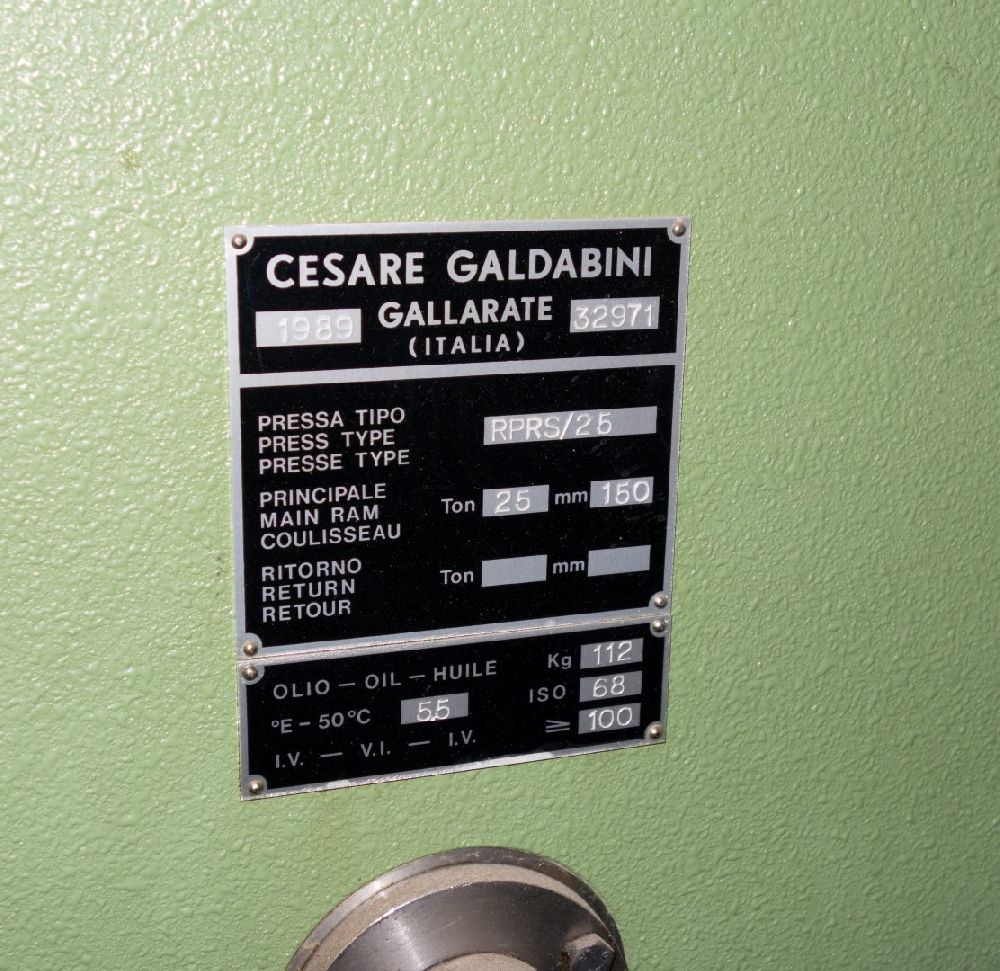 CESARE GALDABINI
1989 GALLARATE 32971
(ITALIA)
PRESSA TIPO
PRESS TYPE RPRS/25
PRESSE TYPE
PRINCIPALE
MAIN RAM Ton 25 mm 150
COULISSEAU
RITORNO
RETURN Ton mm
RETOUR
OLIO — OIL — HUILE Kg 112
°E - 50°C 5.5 ISO 68
I.V. — V.I. — I.V. ≥ 100